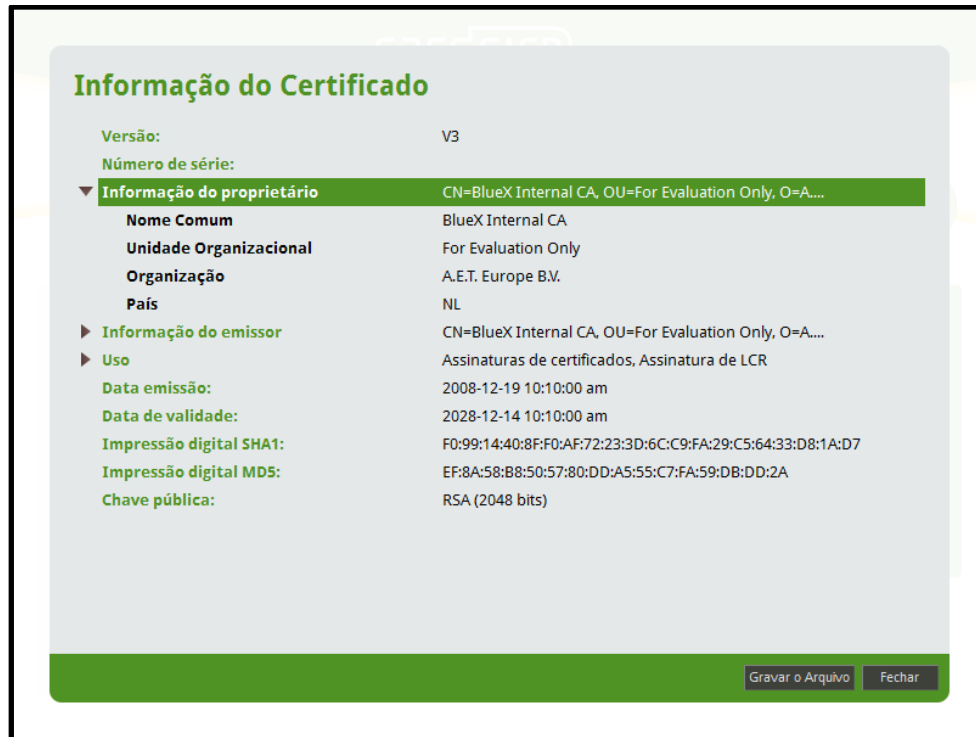 Informação do Certificado
Versão: V3
Número de série:
Informação do proprietário CN=BlueX Internal CA, OU=For Evaluation Only, O=A....
Nome Comum BlueX Internal CA
Unidade Organizacional For Evaluation Only
Organização A.E.T. Europe B.V.
País NL
Informação do emissor CN=BlueX Internal CA, OU=For Evaluation Only, O=A....
Uso Assinaturas de certificados, Assinatura de LCR
Data emissão: 2008-12-19 10:10:00 am
Data de validade: 2028-12-14 10:10:00 am
Impressão digital SHA1: F0:99:14:40:8F:F0:AF:72:23:3D:6C:C9:FA:29:C5:64:33:D8:1A:D7
Impressão digital MD5: EF:8A:58:B8:50:57:80:DD:A5:55:C7:FA:59:DB:DD:2A
Chave pública: RSA (2048 bits)
Gravar o Arquivo Fechar